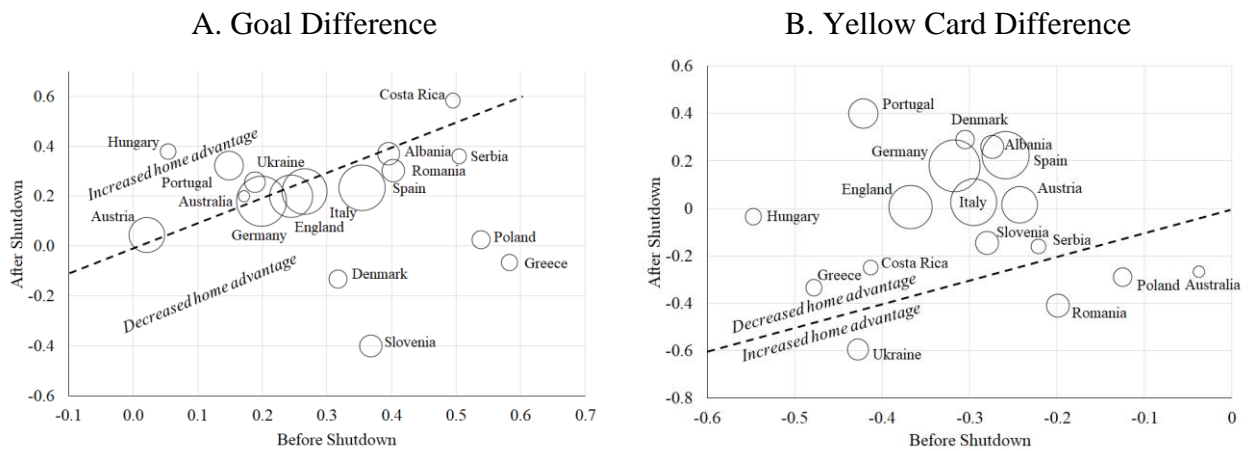 A. Goal Difference
0.6
0.4
0.2
0.0
-0.2
-0.4
-0.6
After Shutdown
Costa Rica
Hungary
Increased home advantage
Ukraine
Albania
Serbia
Romania
Portugal
Australia
Spain
Austria
Italy
England
Germany
Poland
Greece
Decreased home advantage
Denmark
Slovenia
-0.1 0.0 0.1 0.2 0.3 0.4 0.5 0.6 0.7
Before Shutdown
B. Yellow Card Difference
0.6
0.4
0.2
0
-0.2
-0.4
-0.6
-0.8
After Shutdown
Portugal
Denmark
Germany
Albania
Spain
England
Austria
Italy
Hungary
Slovenia
Serbia
Costa Rica
Greece
Poland Australia
Decreased home advantage
Romania
Increased home advantage
Ukraine
-0.6 -0.5 -0.4 -0.3 -0.2 -0.1 0
Before Shutdown